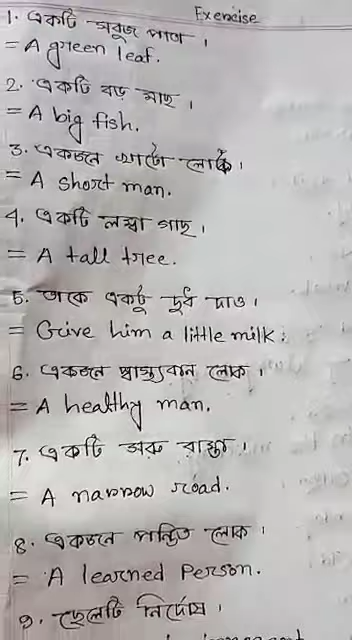 Exercise
1. একটি সবুজ পাতা ।
= A green leaf.
2. একটি বড় মাছ ।
= A big fish.
3. একজন খাটো লোক ।
= A short man.
4. একটি লম্বা গাছ ।
= A tall tree.
5. তাকে একটু দুধ দাও ।
= Give him a little milk.
6. একজন স্বাস্থ্যবান লোক ।
= A healthy man.
7. একটি সরু রাস্তা ।
= A narrow road.
8. একজন পন্ডিত লোক ।
= A learned Person.
9. ছেলেটি নির্দোষ ।